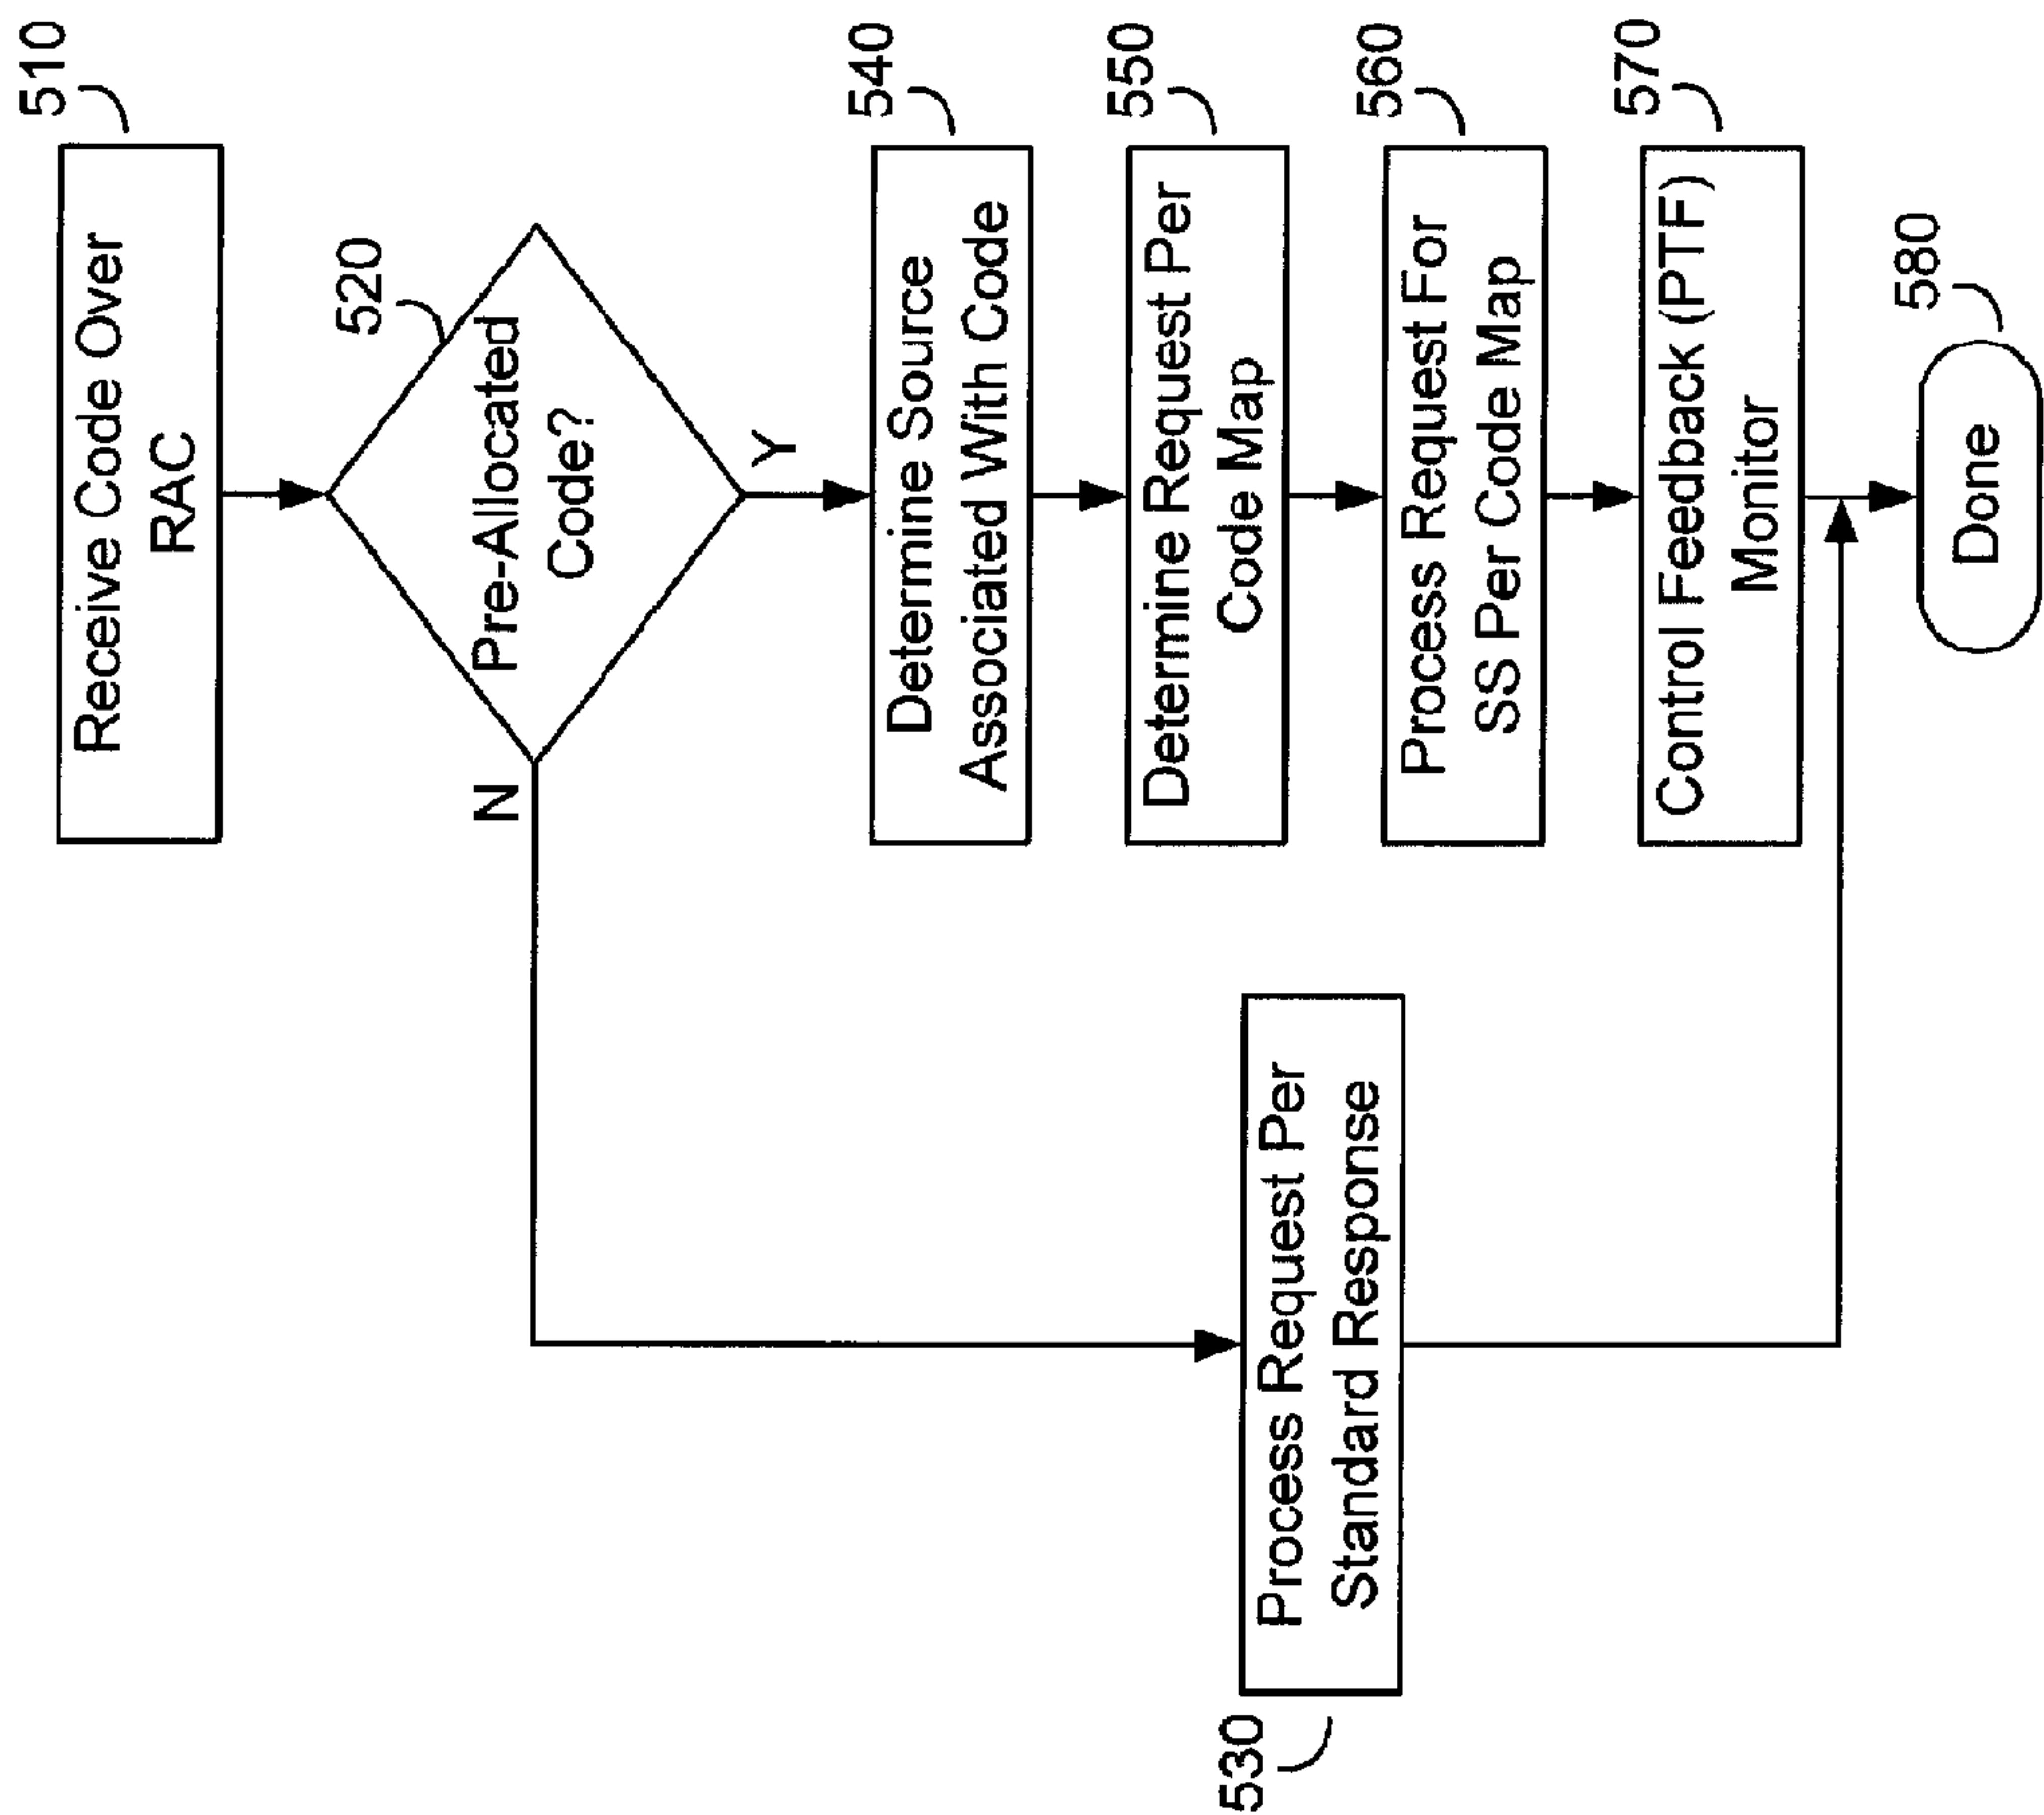 510
Receive Code Over
RAC
520
Pre-Allocated
Code?
N
Y
540
Determine Source
Associated With Code
550
Determine Request Per
Code Map
530
Process Request Per
Standard Response
560
Process Request For
SS Per Code Map
570
Control Feedback (PTF)
Monitor
580
Done